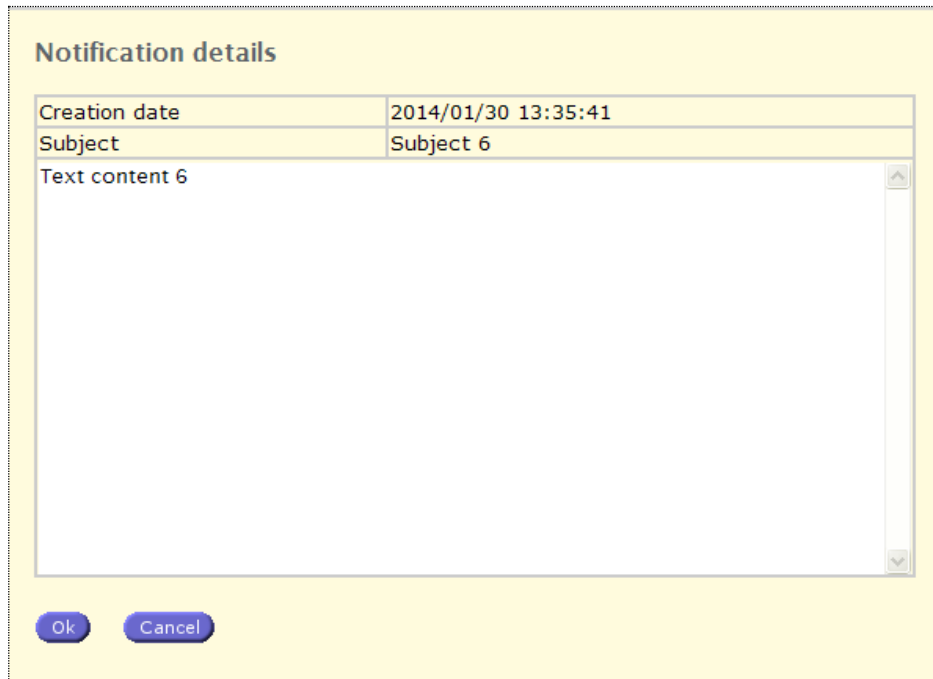 Notification details
Creation date 2014/01/30 13:35:41
Subject Subject 6
Text content 6
Ok Cancel